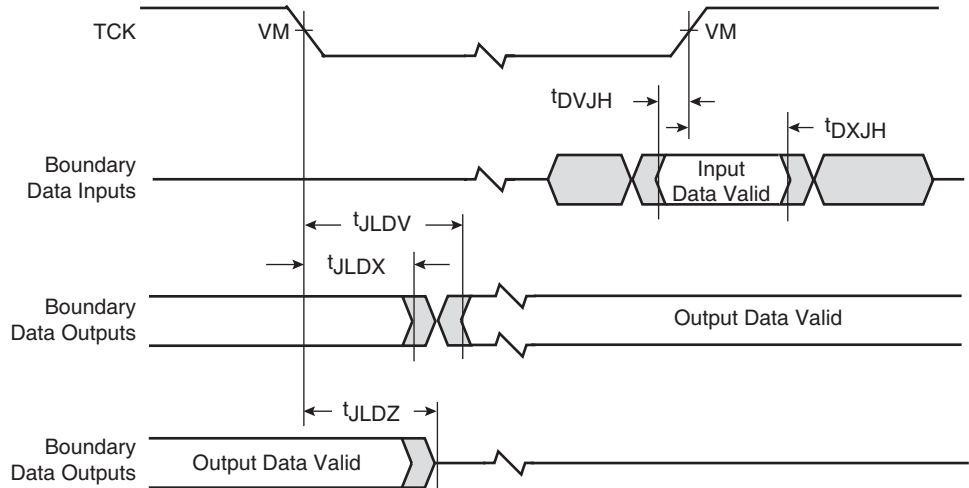 TCK
VM
VM
tDVJH
tDXJH
Boundary
Data Inputs
Input
Data Valid
tJLDV
tJLDX
Boundary
Data Outputs
Output Data Valid
tJLDZ
Boundary
Data Outputs
Output Data Valid